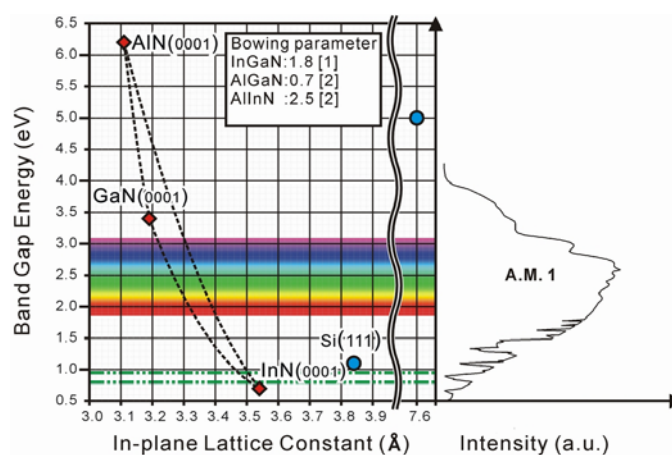 Band Gap Energy (eV)
6.5
6.0
5.5
5.0
4.5
4.0
3.5
3.0
2.5
2.0
1.5
1.0
0.5
AlN(0001)
Bowing parameter
InGaN:1.8 [1]
AlGaN:0.7 [2]
AlInN :2.5 [2]
GaN(0001)
A.M. 1
Si(111)
InN(0001)
3.0 3.1 3.2 3.3 3.4 3.5 3.6 3.7 3.8 3.9 7.6
In-plane Lattice Constant (Å)
Intensity (a.u.)